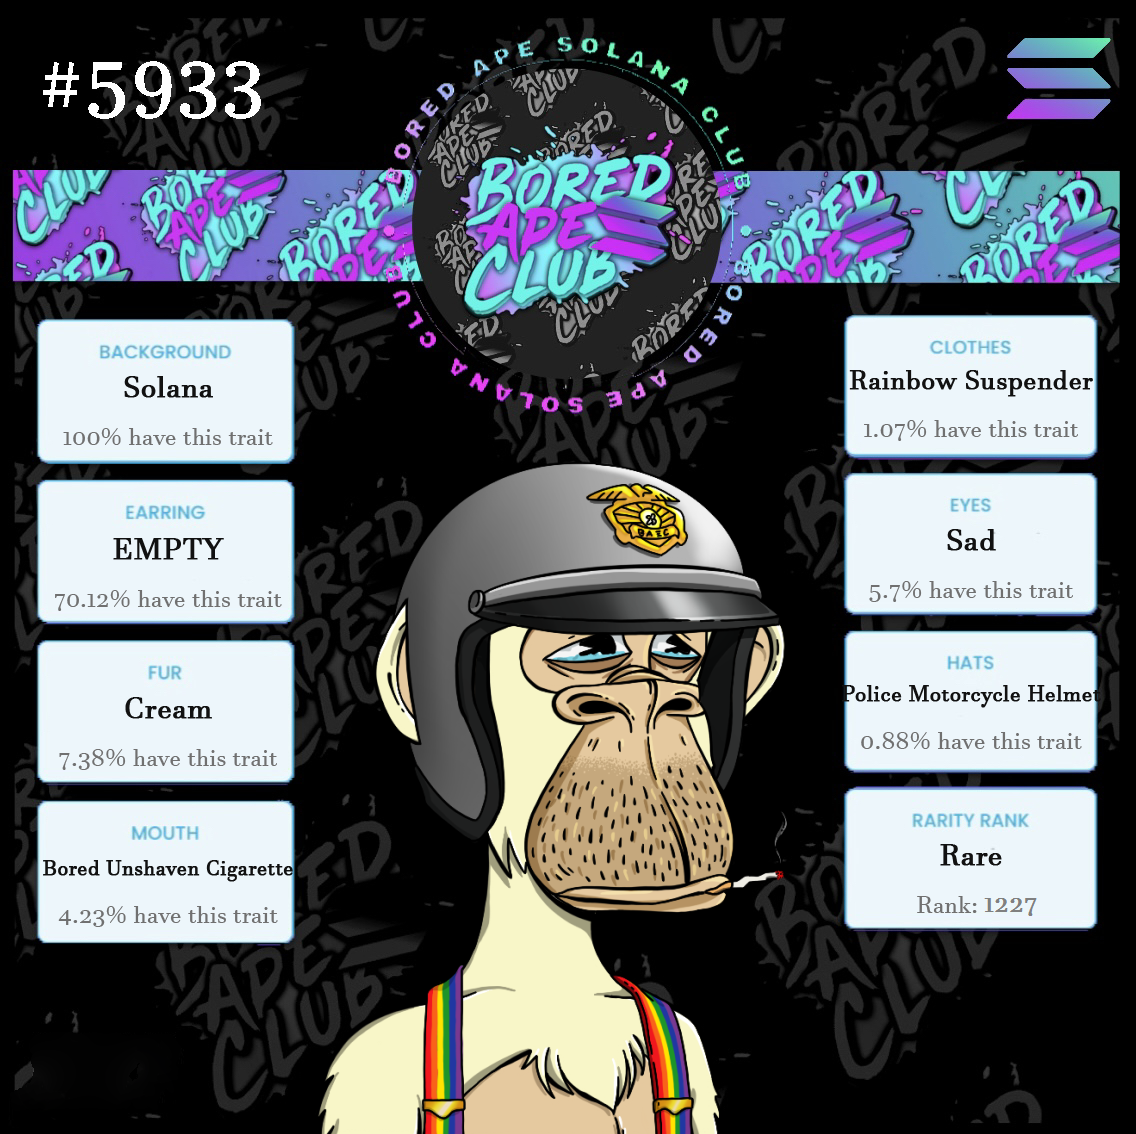 #5933
BORED APE SOLANA CLUB
BORED APE SOLANA CLUB
BORED
APE
CLUB
BACKGROUND
Solana
100% have this trait
EARRING
EMPTY
70.12% have this trait
FUR
Cream
7.38% have this trait
MOUTH
Bored Unshaven Cigarette
4.23% have this trait
CLOTHES
Rainbow Suspender
1.07% have this trait
EYES
Sad
5.7% have this trait
HATS
Police Motorcycle Helmet
0.88% have this trait
RARITY RANK
Rare
Rank: 1227